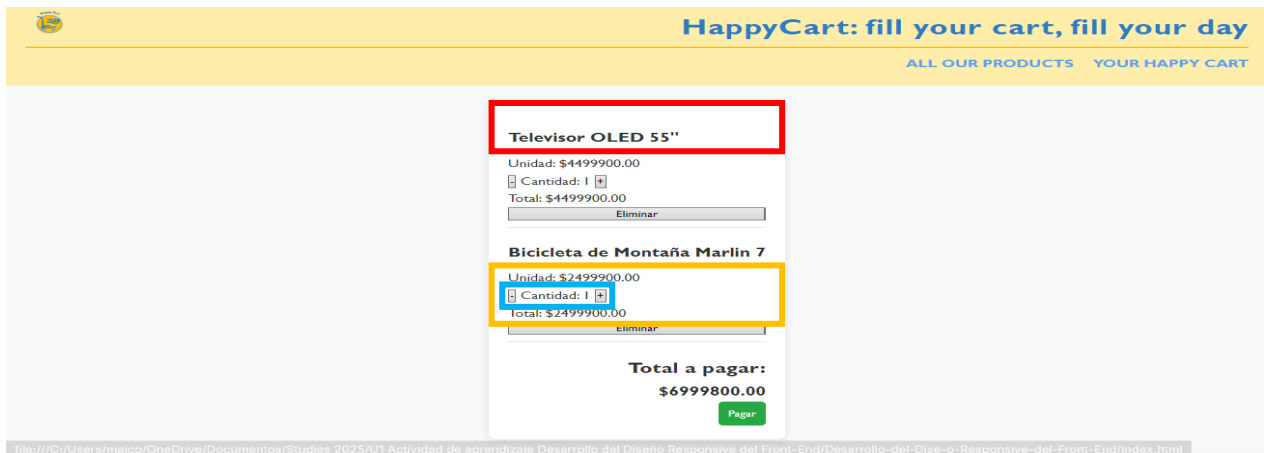 HappyCart: fill your cart, fill your day
ALL OUR PRODUCTS YOUR HAPPY CART
Televisor OLED 55"
Unidad: $4499900.00
- Cantidad: 1 +
Total: $4499900.00
Eliminar
Bicicleta de Montaña Marlin 7
Unidad: $2499900.00
- Cantidad: 1 +
Total: $2499900.00
Eliminar
Total a pagar:
$6999800.00
Pagar
file:///C:/Users/maico/OneDrive/Documentos/Studies 2025/U1 Actividad de aprendizaje Desarrollo del Diseño Responsive del Front-End/Desarrollo-del-Dise-o-Responsive-del-Front-End/index.html